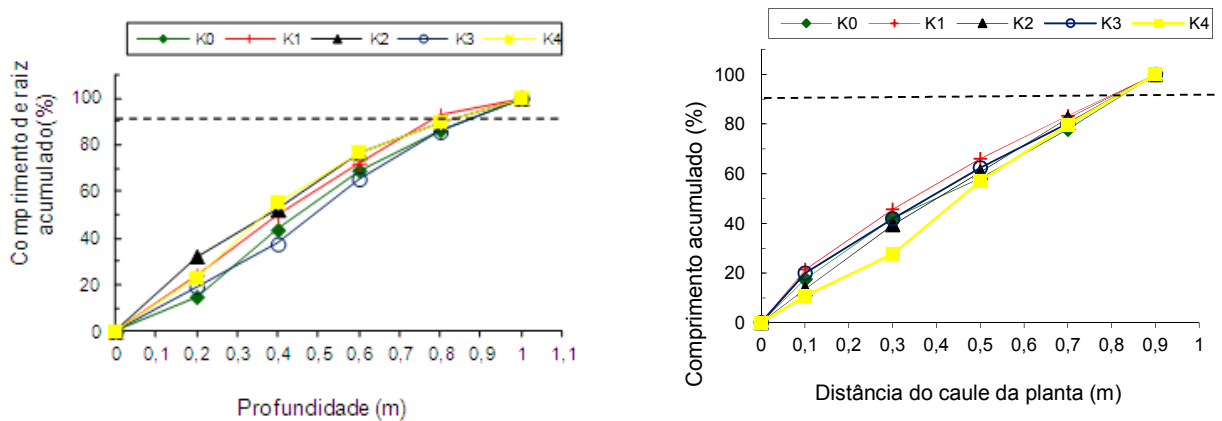 K0 K1 K2 K3 K4
Comprimento de raiz
acumulado(%)
100
80
60
40
20
0
0 0,1 0,2 0,3 0,4 0,5 0,6 0,7 0,8 0,9 1 1,1
Profundidade (m)
K0 K1 K2 K3 K4
Comprimento acumulado (%)
100
80
60
40
20
0
0 0,1 0,2 0,3 0,4 0,5 0,6 0,7 0,8 0,9 1
Distância do caule da planta (m)